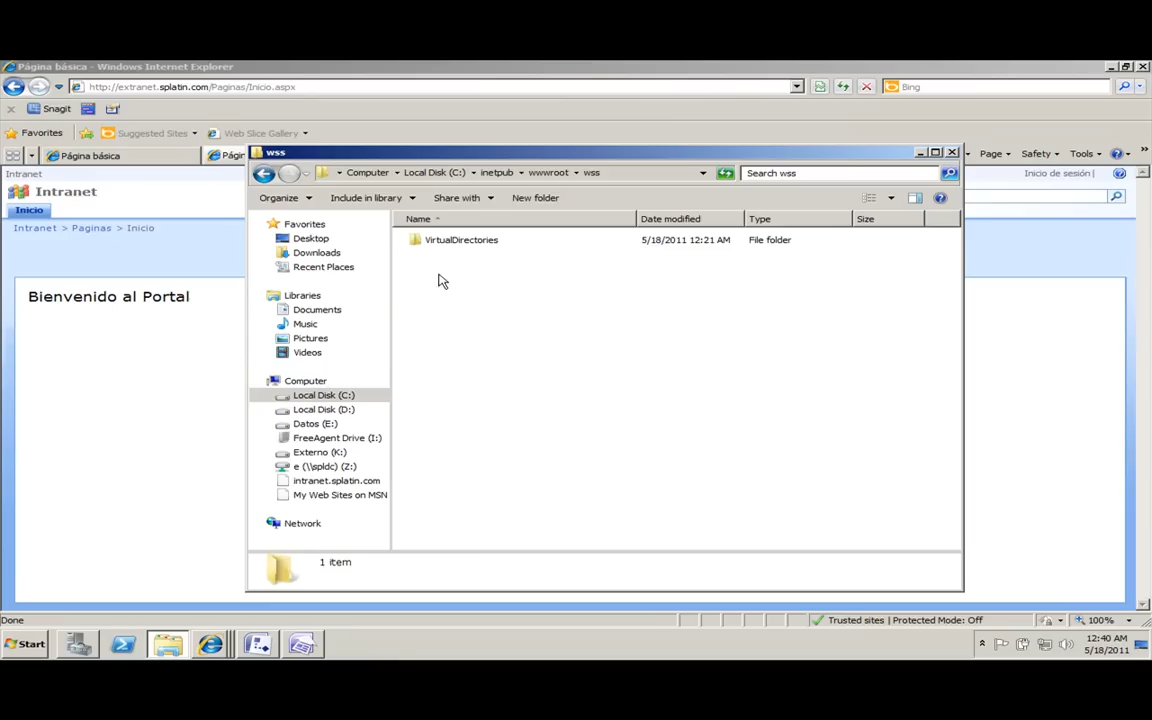 Página básica - Windows Internet Explorer
http://extranet.splatin.com/Paginas/Inicio.aspx
Bing
Snagit
Favorites
Suggested Sites
Web Slice Gallery
Página básica
Págin
Page
Safety
Tools
Intranet
Inicio de sesión
Intranet
Inicio
Intranet > Paginas > Inicio
Bienvenido al Portal
wss
Computer
Local Disk (C:)
inetpub
wwwroot
wss
Search wss
Organize
Include in library
Share with
New folder
Name
Date modified
Type
Size
VirtualDirectories
5/18/2011 12:21 AM
File folder
Favorites
Desktop
Downloads
Recent Places
Libraries
Documents
Music
Pictures
Videos
Computer
Local Disk (C:)
Local Disk (D:)
Datos (E:)
FreeAgent Drive (I:)
Externo (K:)
e (\\spldc) (Z:)
intranet.splatin.com
My Web Sites on MSN
Network
1 item
Done
Trusted sites | Protected Mode: Off
100%
Start
12:40 AM
5/18/2011